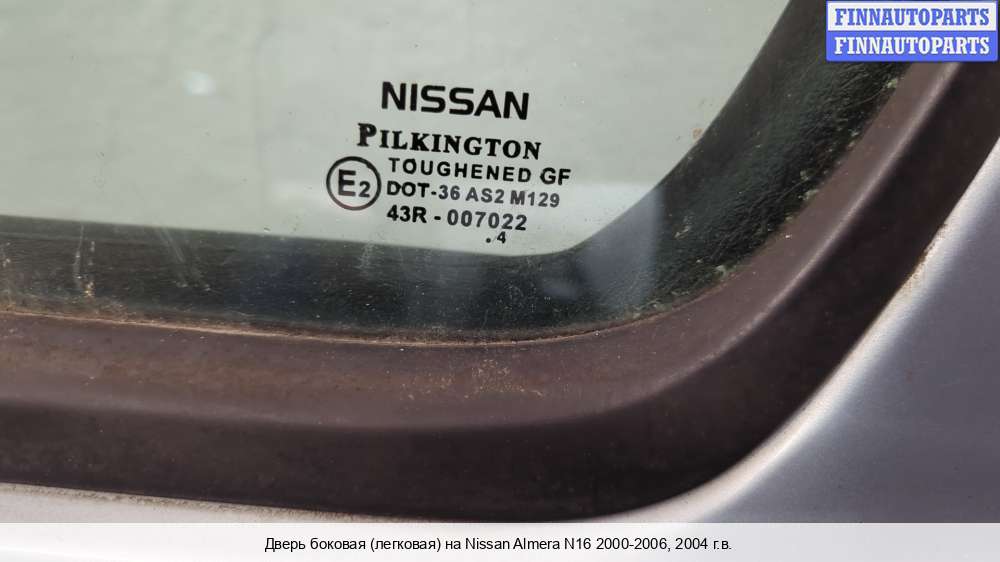 FINNAUTOPARTS
FINNAUTOPARTS
NISSAN
PILKINGTON
TOUGHENED GF
E2
DOT-36 AS2 M129
43R - 007022
. 4
Дверь боковая (легковая) на Nissan Almera N16 2000-2006, 2004 г.в.